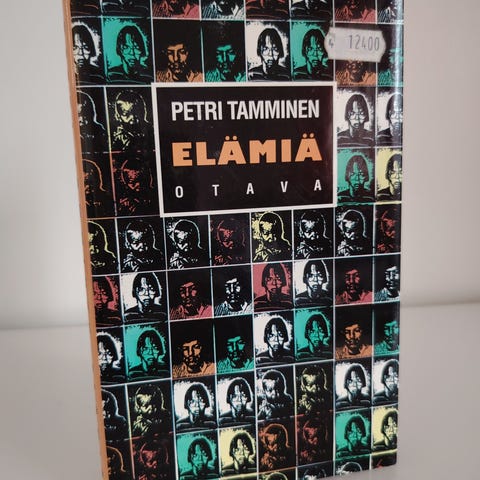 12400
PETRI TAMMINEN
ELÄMIÄ
OTAVA